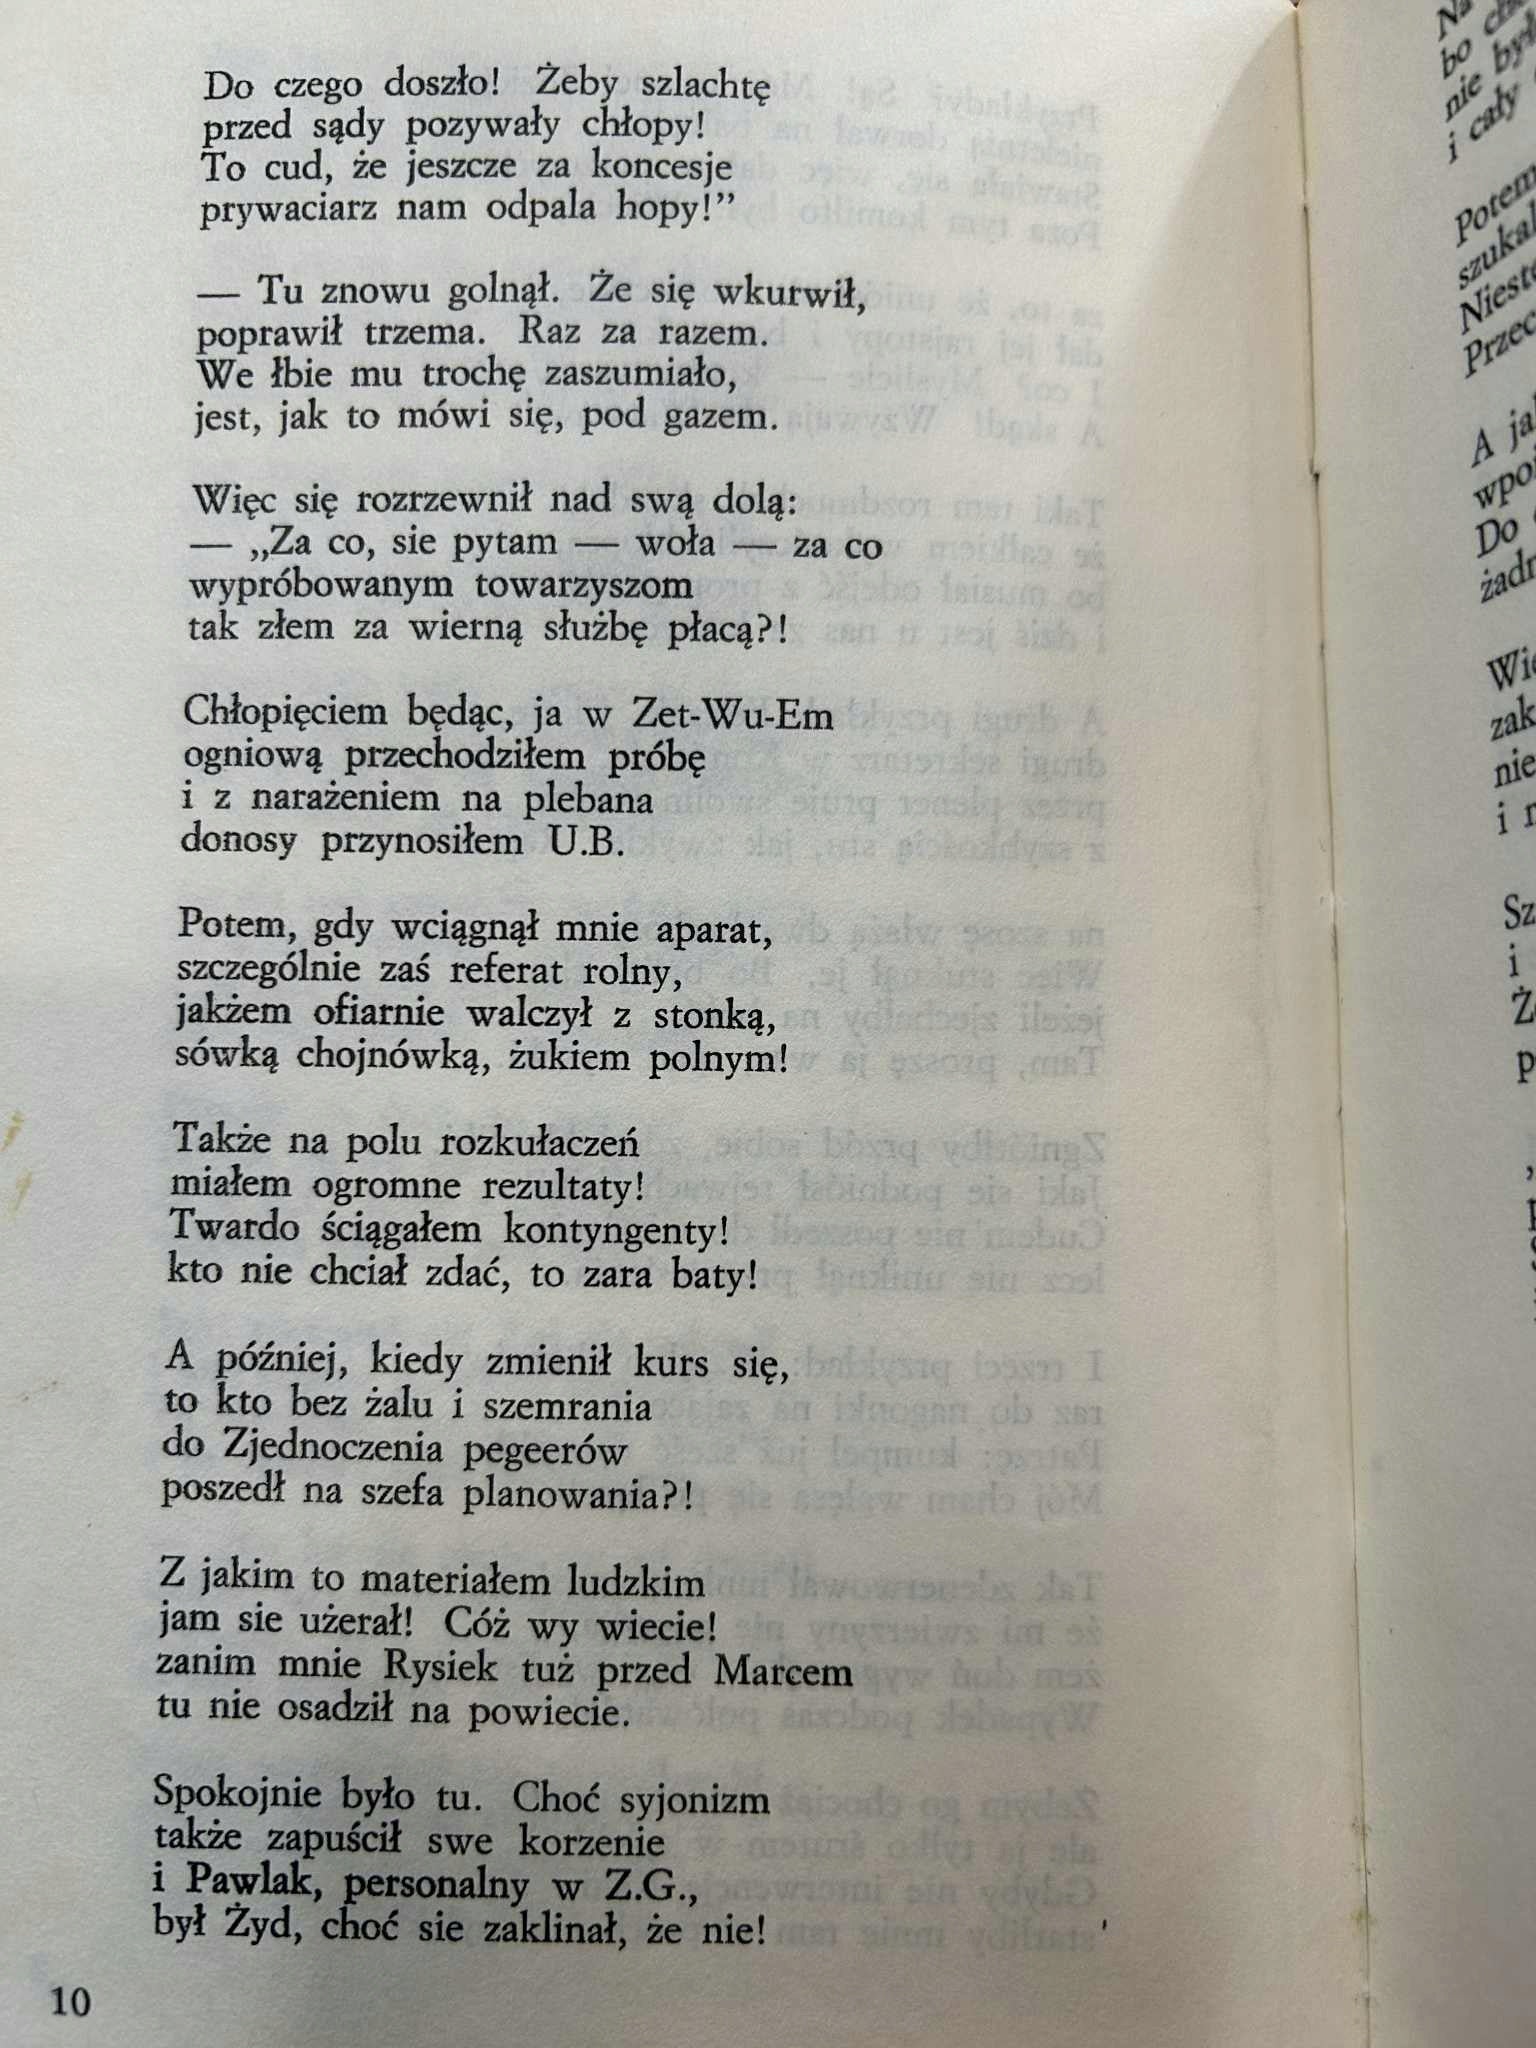 Do czego doszło! Żeby szlachtę
przed sądy pozywały chłopy!
To cud, że jeszcze za koncesje
prywaciarz nam odpala hopy!”
— Tu znowu golnął. Że się wkurwił,
poprawił trzema. Raz za razem.
We łbie mu trochę zaszumiało,
jest, jak to mówi się, pod gazem.
Więc się rozrzewnił nad swą dolą:
— „Za co, sie pytam — woła — za co
wypróbowanym towarzyszom
tak złem za wierną służbę płacą?!
Chłopięciem będąc, ja w Zet-Wu-Em
ogniową przechodziłem próbę
i z narażeniem na plebana
donosy przynosiłem U.B.
Potem, gdy wciągnął mnie aparat,
szczególnie zaś referat rolny,
jakżem ofiarnie walczył z stonką,
sówką chojnówką, żukiem polnym!
Także na polu rozkułaczeń
miałem ogromne rezultaty!
Twardo ściągałem kontyngenty!
kto nie chciał zdać, to zara baty!
A później, kiedy zmienił kurs się,
to kto bez żalu i szemrania
do Zjednoczenia pegeerów
poszedł na szefa planowania?!
Z jakim to materiałem ludzkim
jam sie użerał! Cóż wy wiecie!
zanim mnie Rysiek tuż przed Marcem
tu nie osadził na powiecie.
Spokojnie było tu. Choć syjonizm
także zapuścił swe korzenie
i Pawlak, personalny w Z.G.,
był Żyd, choć sie zaklinał, że nie!
10
bo
nie
i cały
Potem
A
Do
i